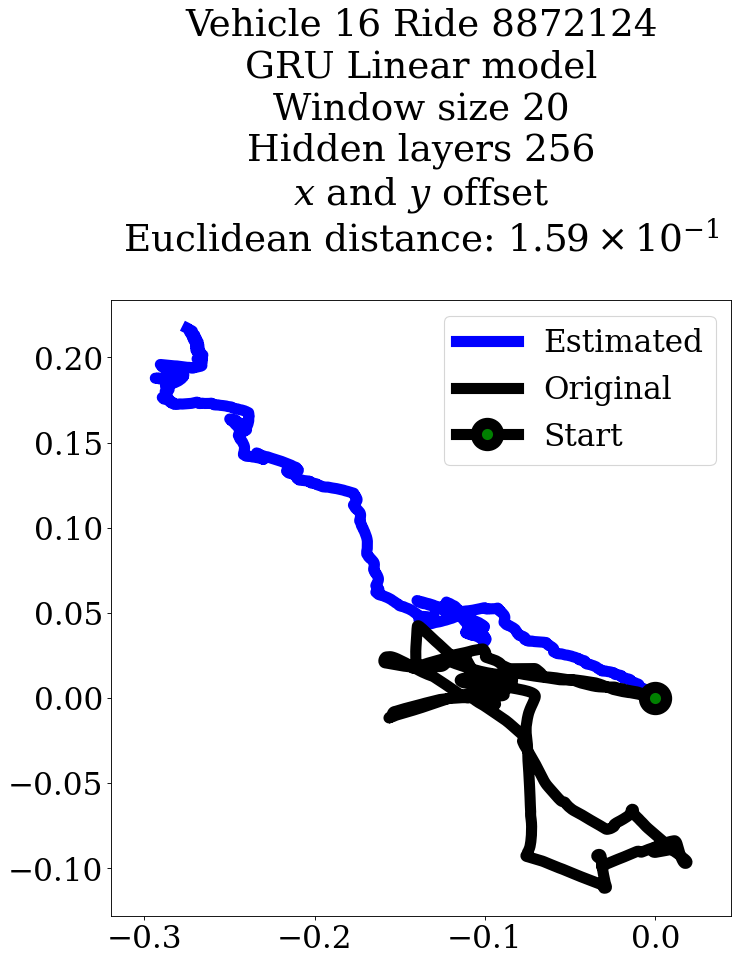 Vehicle 16 Ride 8872124
GRU Linear model
Window size 20
Hidden layers 256
x and y offset
Euclidean distance: 1.59 × 10⁻¹
Estimated
Original
Start
0.20
0.15
0.10
0.05
0.00
−0.05
−0.10
−0.3 −0.2 −0.1 0.0